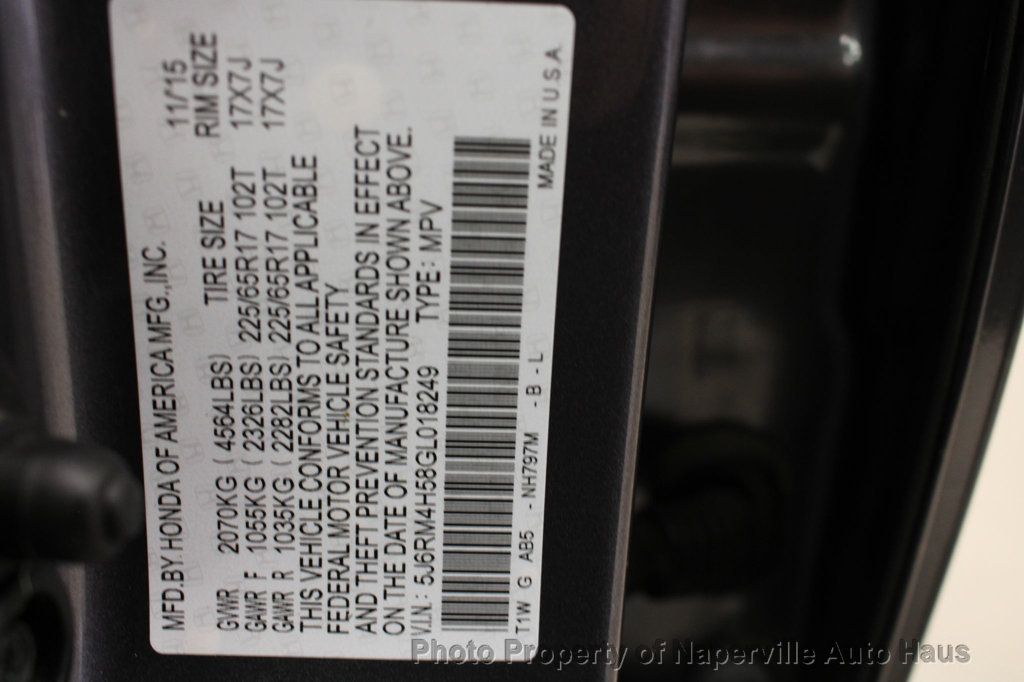 MFD.BY.HONDA OF AMERICA MFG.,INC. 11/15
TIRE SIZE RIM SIZE
GVWR 2070KG ( 4564LBS)
GAWR F 1055KG ( 2326LBS) 225/65R17 102T 17X7J
GAWR R 1035KG ( 2282LBS) 225/65R17 102T 17X7J
THIS VEHICLE CONFORMS TO ALL APPLICABLE
FEDERAL MOTOR VEHICLE SAFETY
AND THEFT PREVENTION STANDARDS IN EFFECT
ON THE DATE OF MANUFACTURE SHOWN ABOVE.
V.I.N.: 5J6RM4H58GL018249 TYPE: MPV
T1W G AB5 - NH797M - B - L MADE IN U.S.A.
Photo Property of Naperville Auto Haus